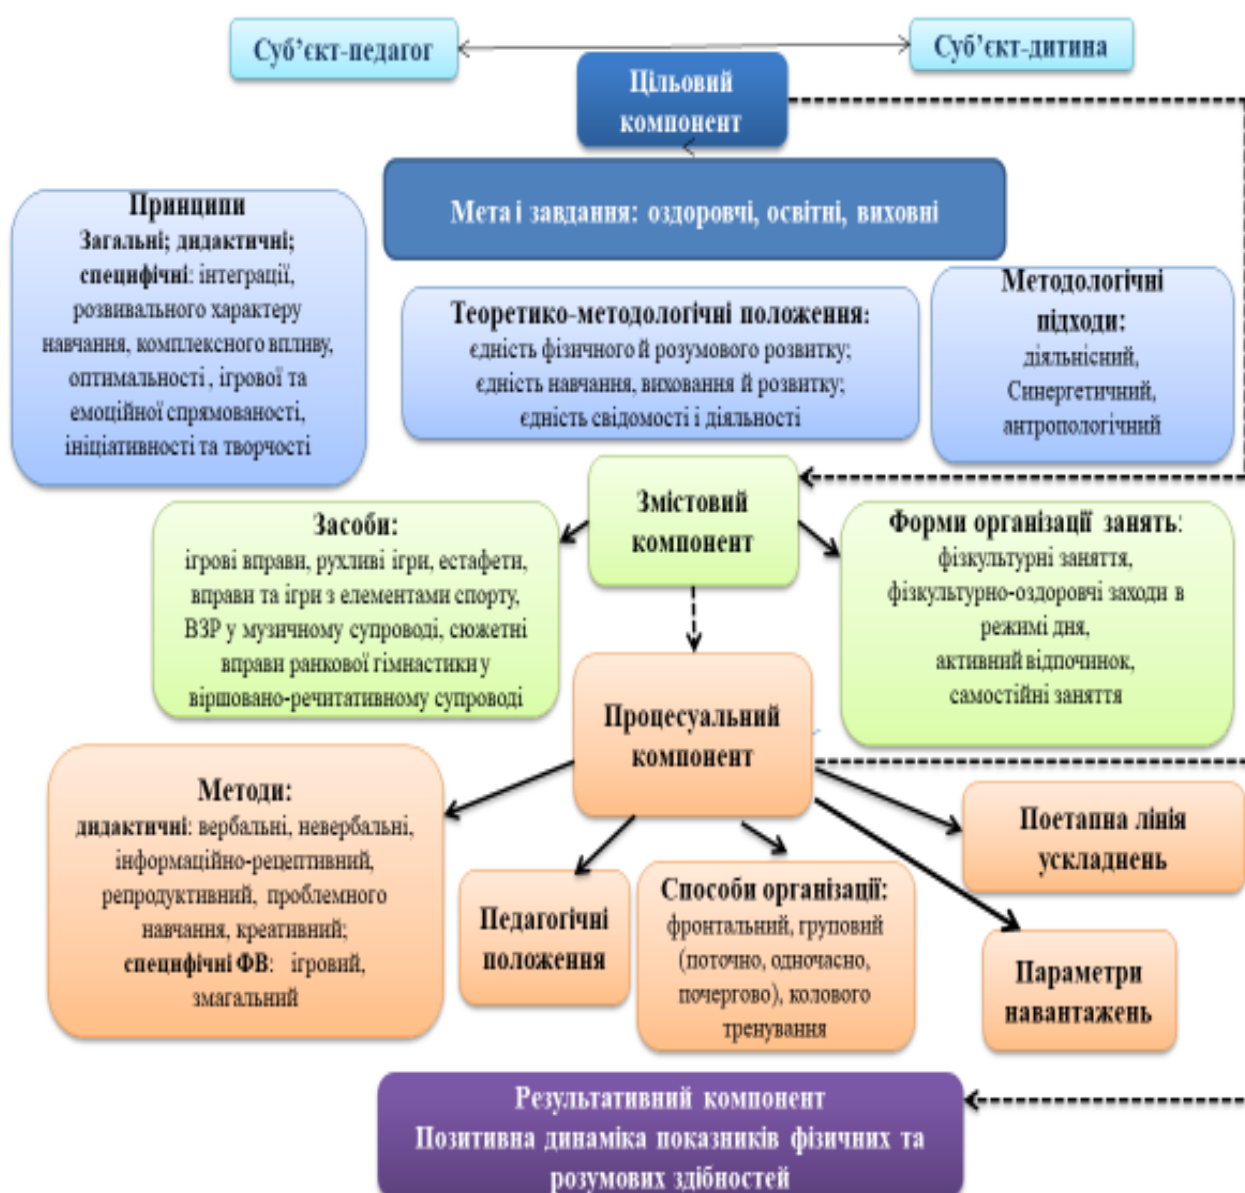 Суб’єкт-педагог
Суб’єкт-дитина
Цільовий
компонент
Мета і завдання: оздоровчі, освітні, виховні
Принципи
Загальні; дидактичні;
специфічні: інтеграції,
розвивального характеру
навчання, комплексного впливу,
оптимальності , ігрової та
емоційної спрямованості,
ініціативності та творчості
Теоретико-методологічні положення:
єдність фізичного й розумового розвитку;
єдність навчання, виховання й розвитку;
єдність свідомості і діяльності
Методологічні
підходи:
діяльнісний,
Синергетичний,
антропологічний
Змістовий
компонент
Засоби:
ігрові вправи, рухливі ігри, естафети,
вправи та ігри з елементами спорту,
ВЗР у музичному супроводі, сюжетні
вправи ранкової гімнастики у
віршовано-речитативному супроводі
Форми організації занять:
фізкультурні заняття,
фізкультурно-оздоровчі заходи в
режимі дня,
активний відпочинок,
самостійні заняття
Процесуальний
компонент
Методи:
дидактичні: вербальні, невербальні,
інформаційно-рецептивний,
репродуктивний, проблемного
навчання, креативний;
специфічні ФВ: ігровий,
змагальний
Педагогічні
положення
Способи організації:
фронтальний, груповий
(поточно, одночасно,
почергово), колового
тренування
Поетапна лінія
ускладнень
Параметри
навантажень
Результативний компонент
Позитивна динаміка показників фізичних та
розумових здібностей